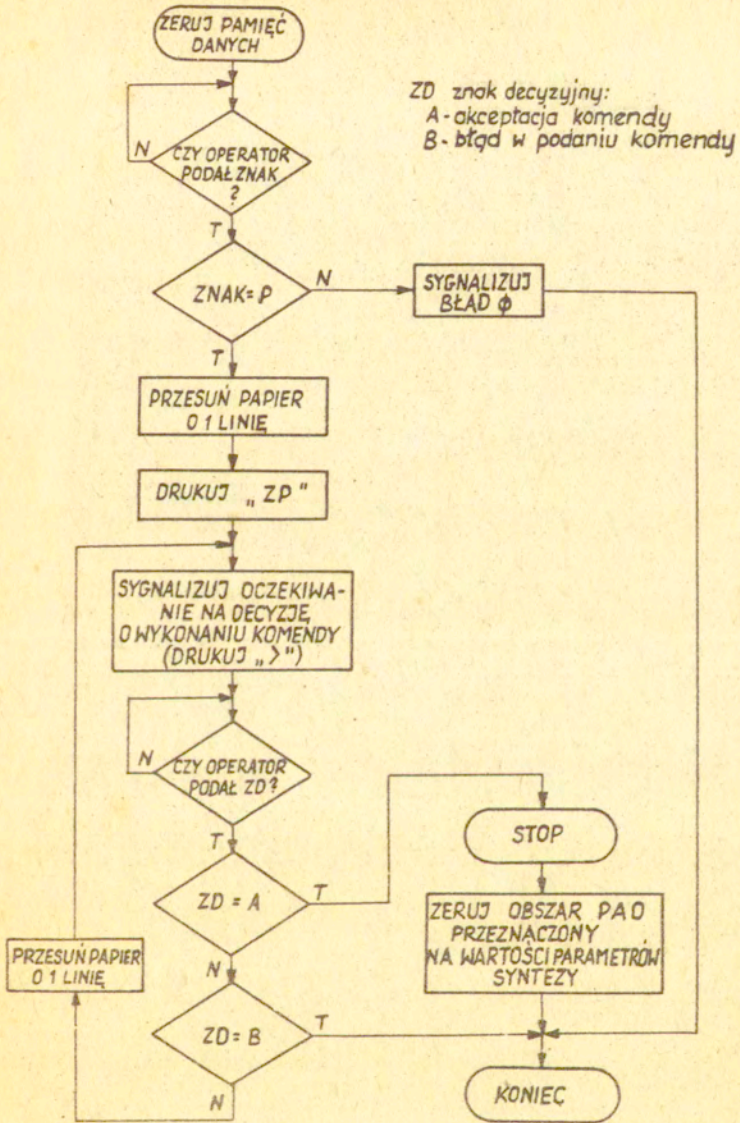 ZERUJ PAMIĘĆ
DANYCH
ZD znak decyzyjny:
A - akceptacja komendy
B - błąd w podaniu komendy
N
CZY OPERATOR
PODAŁ ZNAK
?
T
ZNAK = P
N
SYGNALIZUJ
BŁĄD ϕ
T
PRZESUŃ PAPIER
O 1 LINIĘ
DRUKUJ „ZP"
SYGNALIZUJ OCZEKIWA-
NIE NA DECYZJĘ
O WYKONANIU KOMENDY
(DRUKUJ „>")
N
CZY OPERATOR
PODAŁ ZD?
T
STOP
ZD = A
T
ZERUJ OBSZAR PAO
PRZEZNACZONY
NA WARTOŚCI PARAMETRÓW
SYNTEZY
PRZESUŃ PAPIER
O 1 LINIĘ
N
ZD = B
T
N
KONIEC